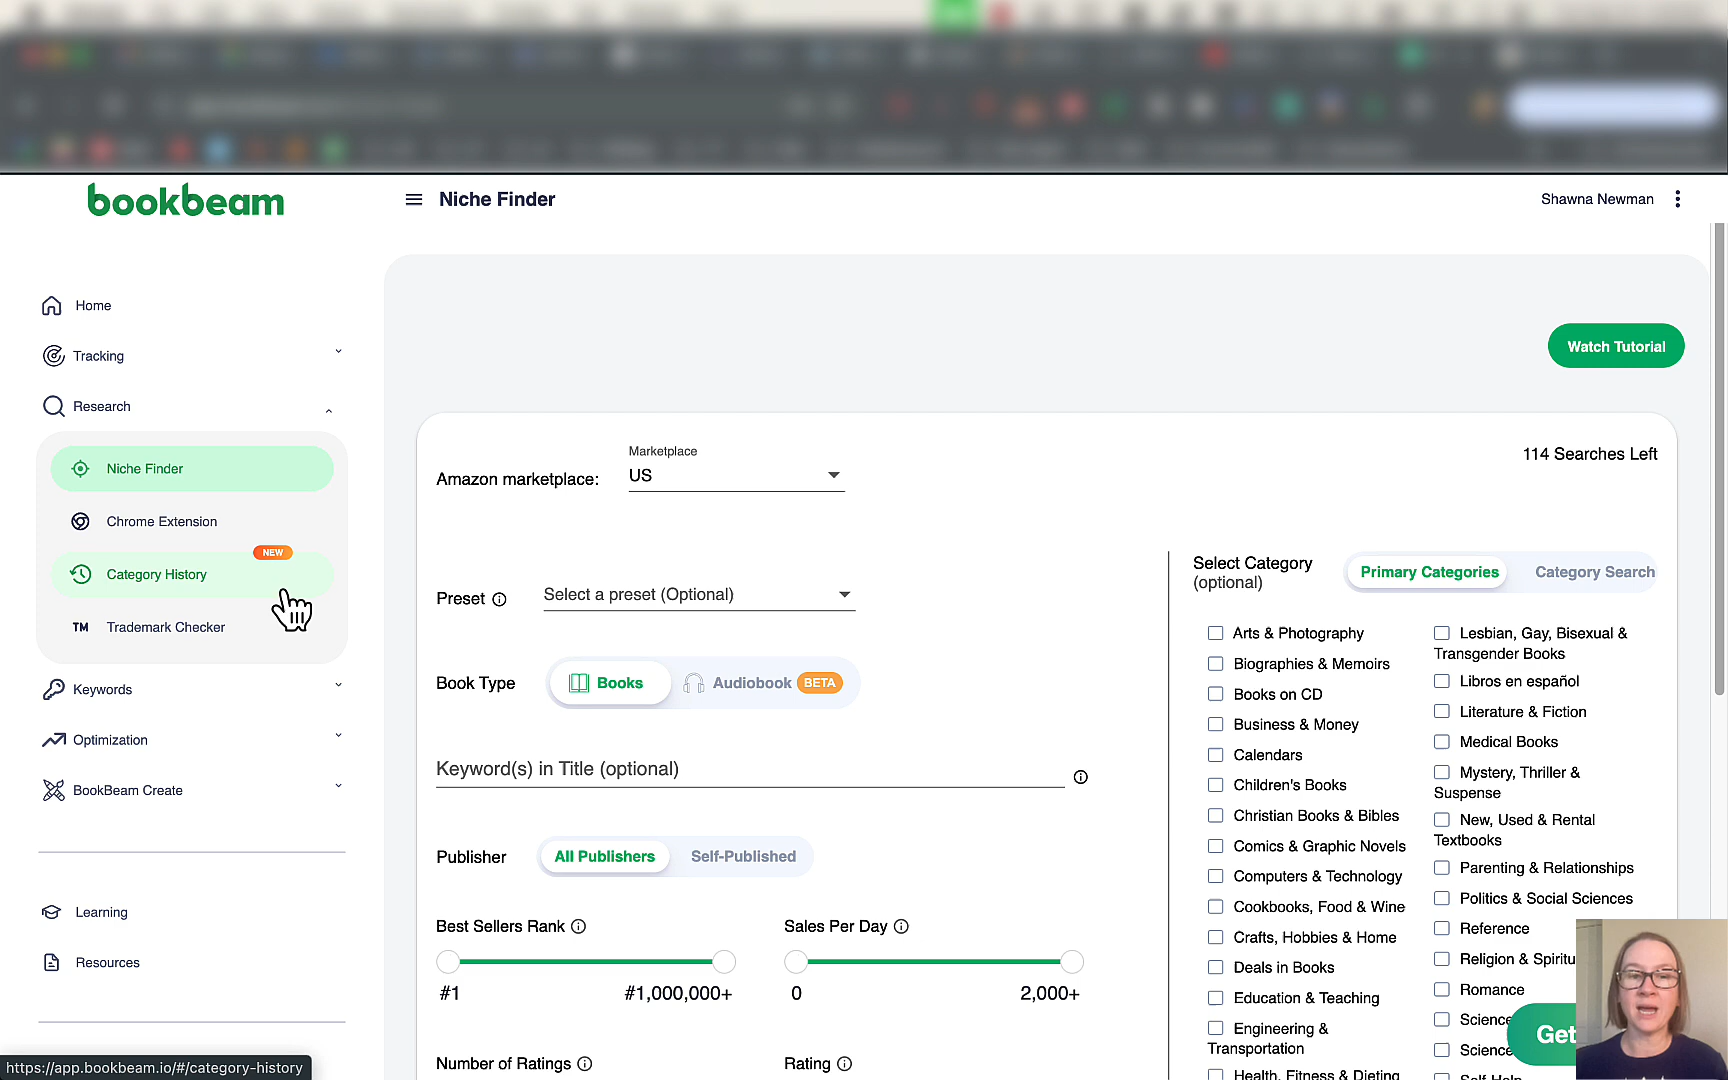 bookbeam
Niche Finder
Shawna Newman
Home
Tracking
Research
Niche Finder
Chrome Extension
NEW
Category History
TM Trademark Checker
Keywords
Optimization
BookBeam Create
Learning
Resources
https://app.bookbeam.io/#/category-history
Watch Tutorial
114 Searches Left
Amazon marketplace:
Marketplace
US
Preset
Select a preset (Optional)
Book Type
Books
Audiobook BETA
Keyword(s) in Title (optional)
Publisher
All Publishers
Self-Published
Best Sellers Rank
#1
#1,000,000+
Sales Per Day
0
2,000+
Number of Ratings
Rating
Select Category
(optional)
Primary Categories
Category Search
Arts & Photography
Biographies & Memoirs
Books on CD
Business & Money
Calendars
Children's Books
Christian Books & Bibles
Comics & Graphic Novels
Computers & Technology
Cookbooks, Food & Wine
Crafts, Hobbies & Home
Deals in Books
Education & Teaching
Engineering &
Transportation
Health, Fitness & Dieting
Lesbian, Gay, Bisexual &
Transgender Books
Libros en español
Literature & Fiction
Medical Books
Mystery, Thriller &
Suspense
New, Used & Rental
Textbooks
Parenting & Relationships
Politics & Social Sciences
Reference
Religion & Spiritu
Romance
Science
Science
Self-Help
Get